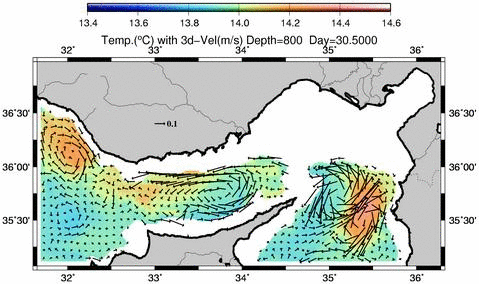 13.4 13.6 13.8 14.0 14.2 14.4 14.6
Temp.(°C) with 3d−Vel(m/s) Depth=800 Day=30.5000
32˚ 33˚ 34˚ 35˚ 36˚
36˚30' 36˚30'
0.1
36˚00' 36˚00'
35˚30' 35˚30'
32˚ 33˚ 34˚ 35˚ 36˚